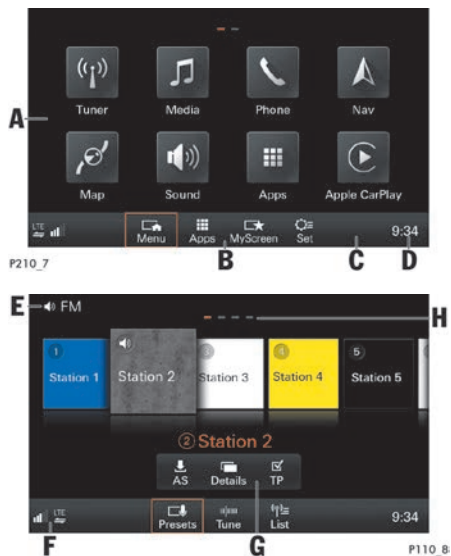 Tuner Media Phone Nav
A
Map Sound Apps Apple CarPlay
LTE Menu Apps MyScreen Set 9:34
B C D
P210_7
E FM H
1 5
Station 1 Station 2 Station 3 Station 4 Station 5
② Station 2
AS Details TP
LTE Presets Tune List 9:34
F G